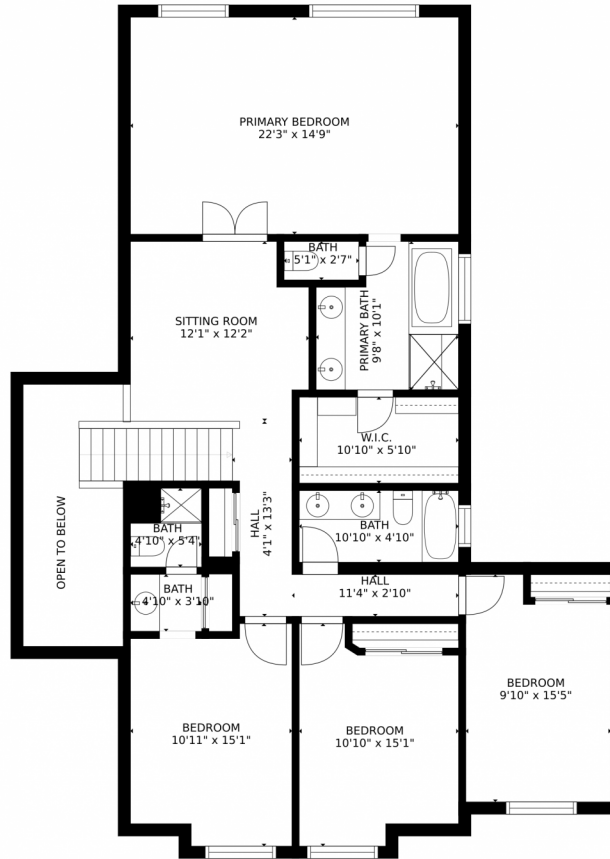 PRIMARY BEDROOM
22'3" x 14'9"
BATH
5'1" x 2'7"
SITTING ROOM
12'1" x 12'2"
PRIMARY BATH
9'8" x 10'1"
W.I.C.
10'10" x 5'10"
OPEN TO BELOW
HALL
4'1" x 13'3"
BATH
10'10" x 4'10"
BATH
4'10" x 5'4"
BATH
4'10" x 3'10"
HALL
11'4" x 2'10"
BEDROOM
9'10" x 15'5"
BEDROOM
10'11" x 15'1"
BEDROOM
10'10" x 15'1"